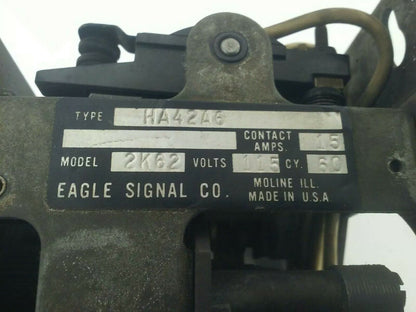 TYPE HA42A6
CONTACT AMPS. 15
MODEL 2K62 VOLTS 115 CY. 60
EAGLE SIGNAL CO. MOLINE ILL. MADE IN U.S.A